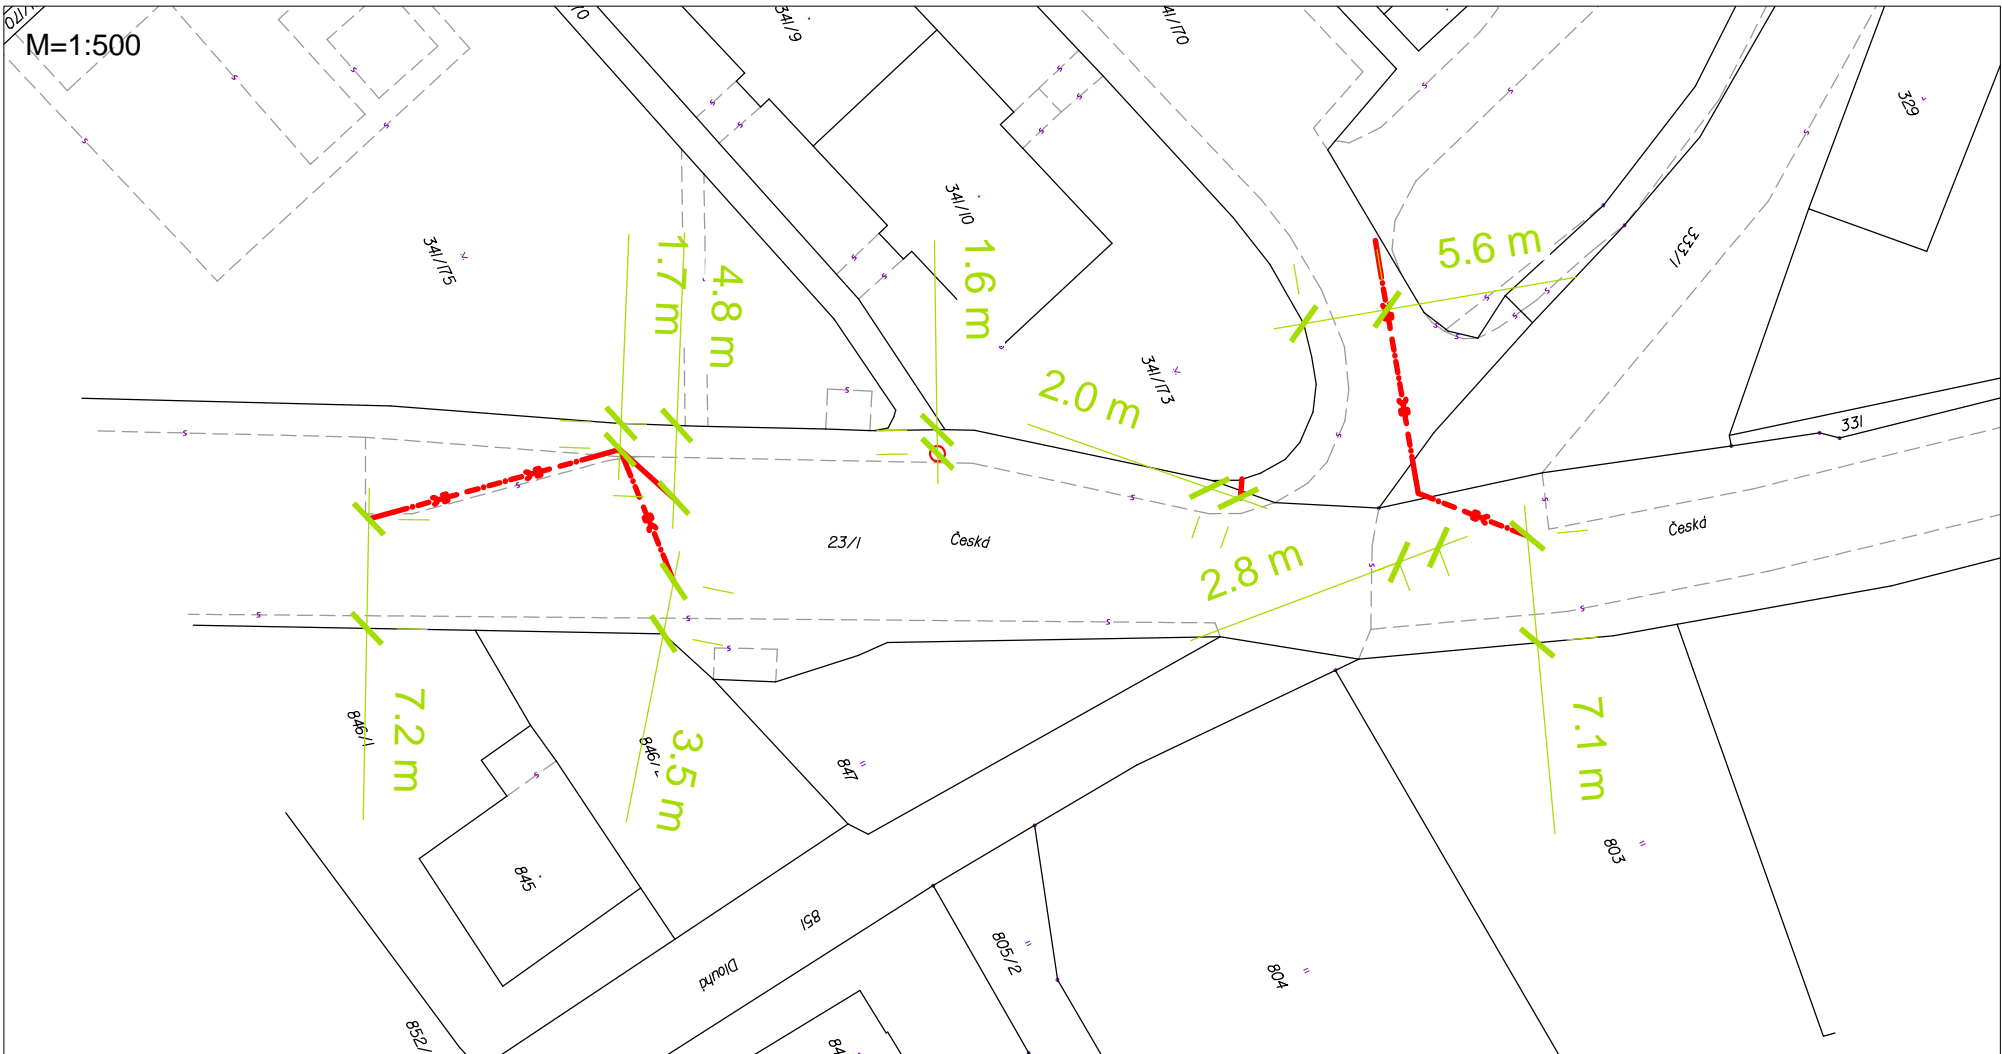 M=1:500
341/9
341/170
329
341/10
341/175
333/1
1.7 m
4.8 m
1.6 m
5.6 m
341/173
2.0 m
331
23/1
Česká
Česká
2.8 m
846/1
7.2 m
3.5 m
847
7.1 m
803
845
851
Dlouhá
805/2
804